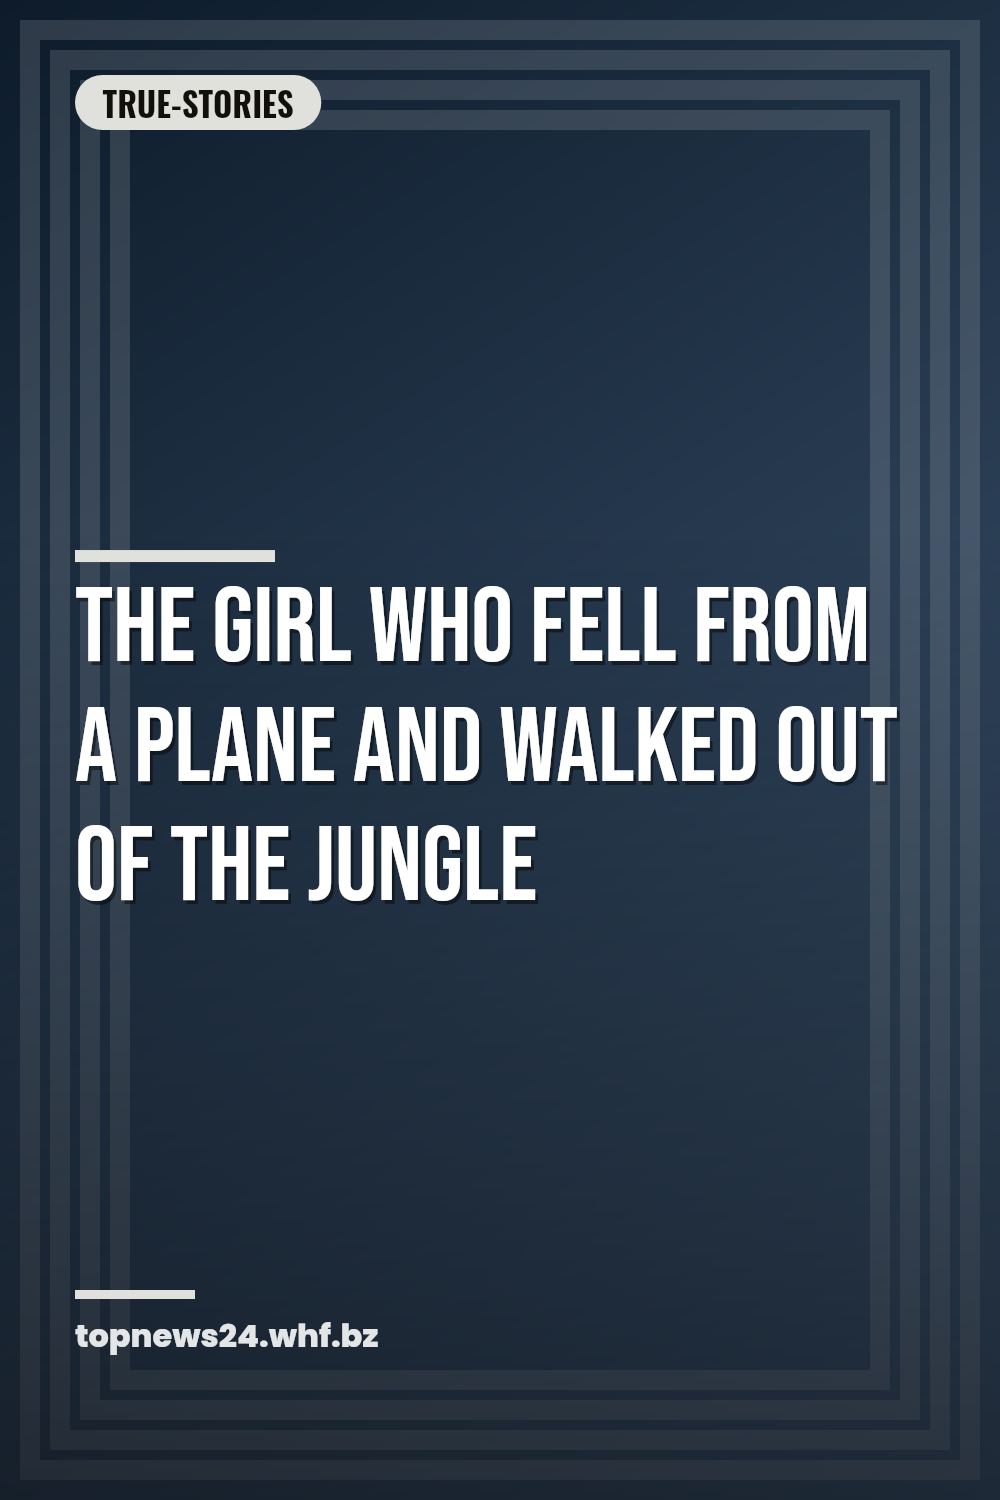 TRUE-STORIES
THE GIRL WHO FELL FROM
A PLANE AND WALKED OUT
OF THE JUNGLE
topnews24.whf.bz